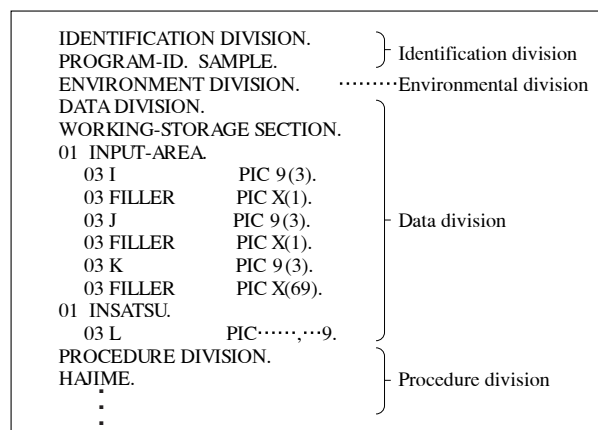 IDENTIFICATION DIVISION.
PROGRAM-ID. SAMPLE.
Identification division
ENVIRONMENT DIVISION. ·········Environmental division
DATA DIVISION.
WORKING-STORAGE SECTION.
01 INPUT-AREA.
03 I PIC 9(3).
03 FILLER PIC X(1).
03 J PIC 9(3).
03 FILLER PIC X(1).
03 K PIC 9(3).
03 FILLER PIC X(69).
01 INSATSU.
03 L PIC······,···9.
Data division
PROCEDURE DIVISION.
HAJIME.
Procedure division